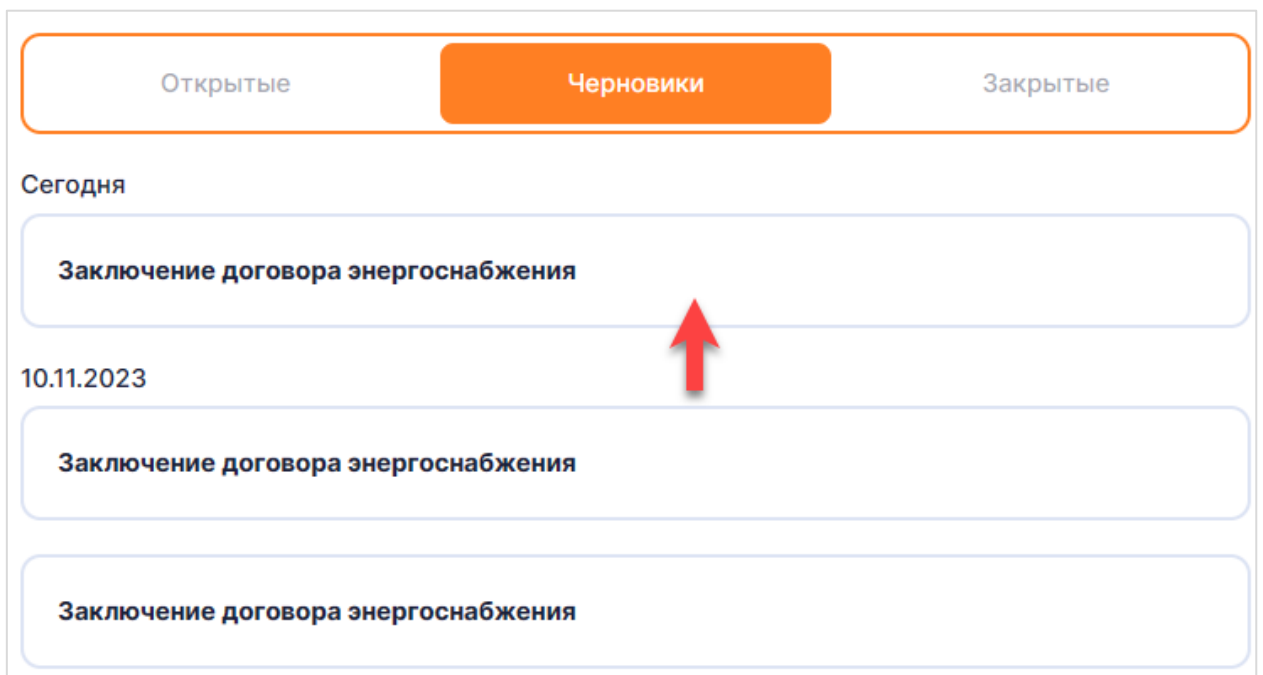 Открытые Черновики Закрытые
Сегодня
Заключение договора энергоснабжения
10.11.2023
Заключение договора энергоснабжения
Заключение договора энергоснабжения